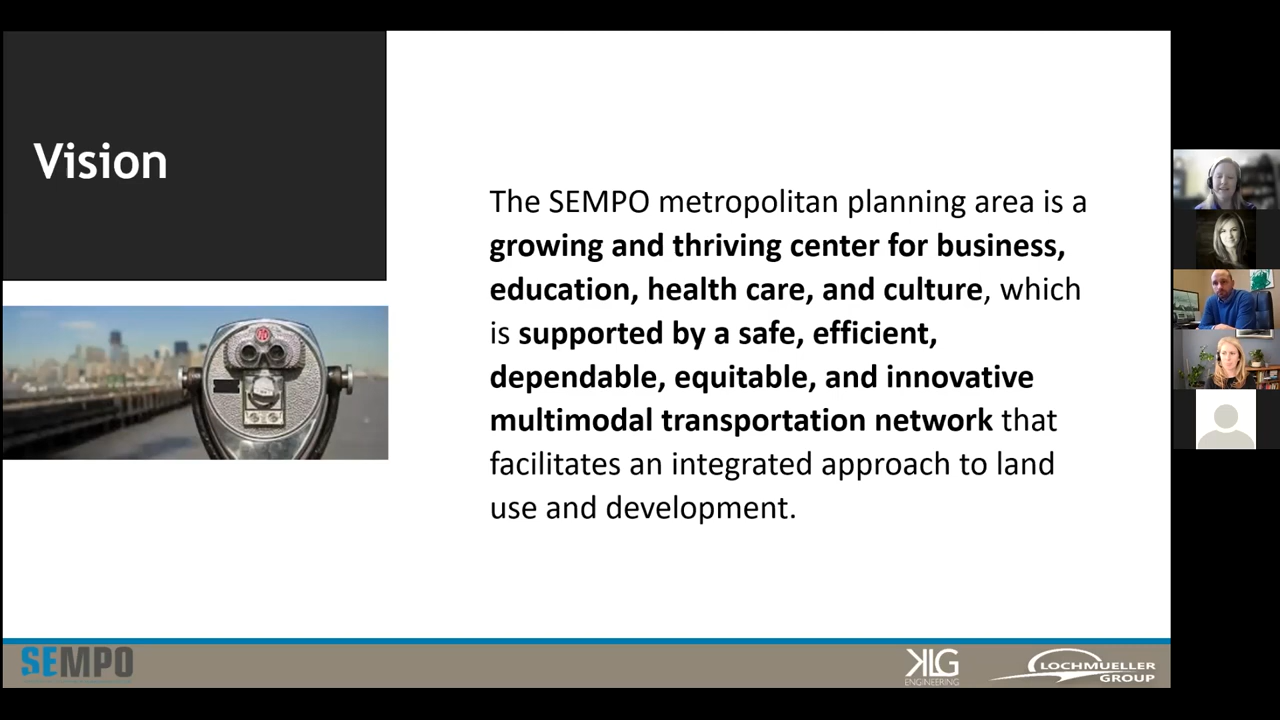 Vision
The SEMPO metropolitan planning area is a
growing and thriving center for business,
education, health care, and culture, which
is supported by a safe, efficient,
dependable, equitable, and innovative
multimodal transportation network that
facilitates an integrated approach to land
use and development.
SEMPO
KLG
ENGINEERING
LOCHMUELLER
GROUP